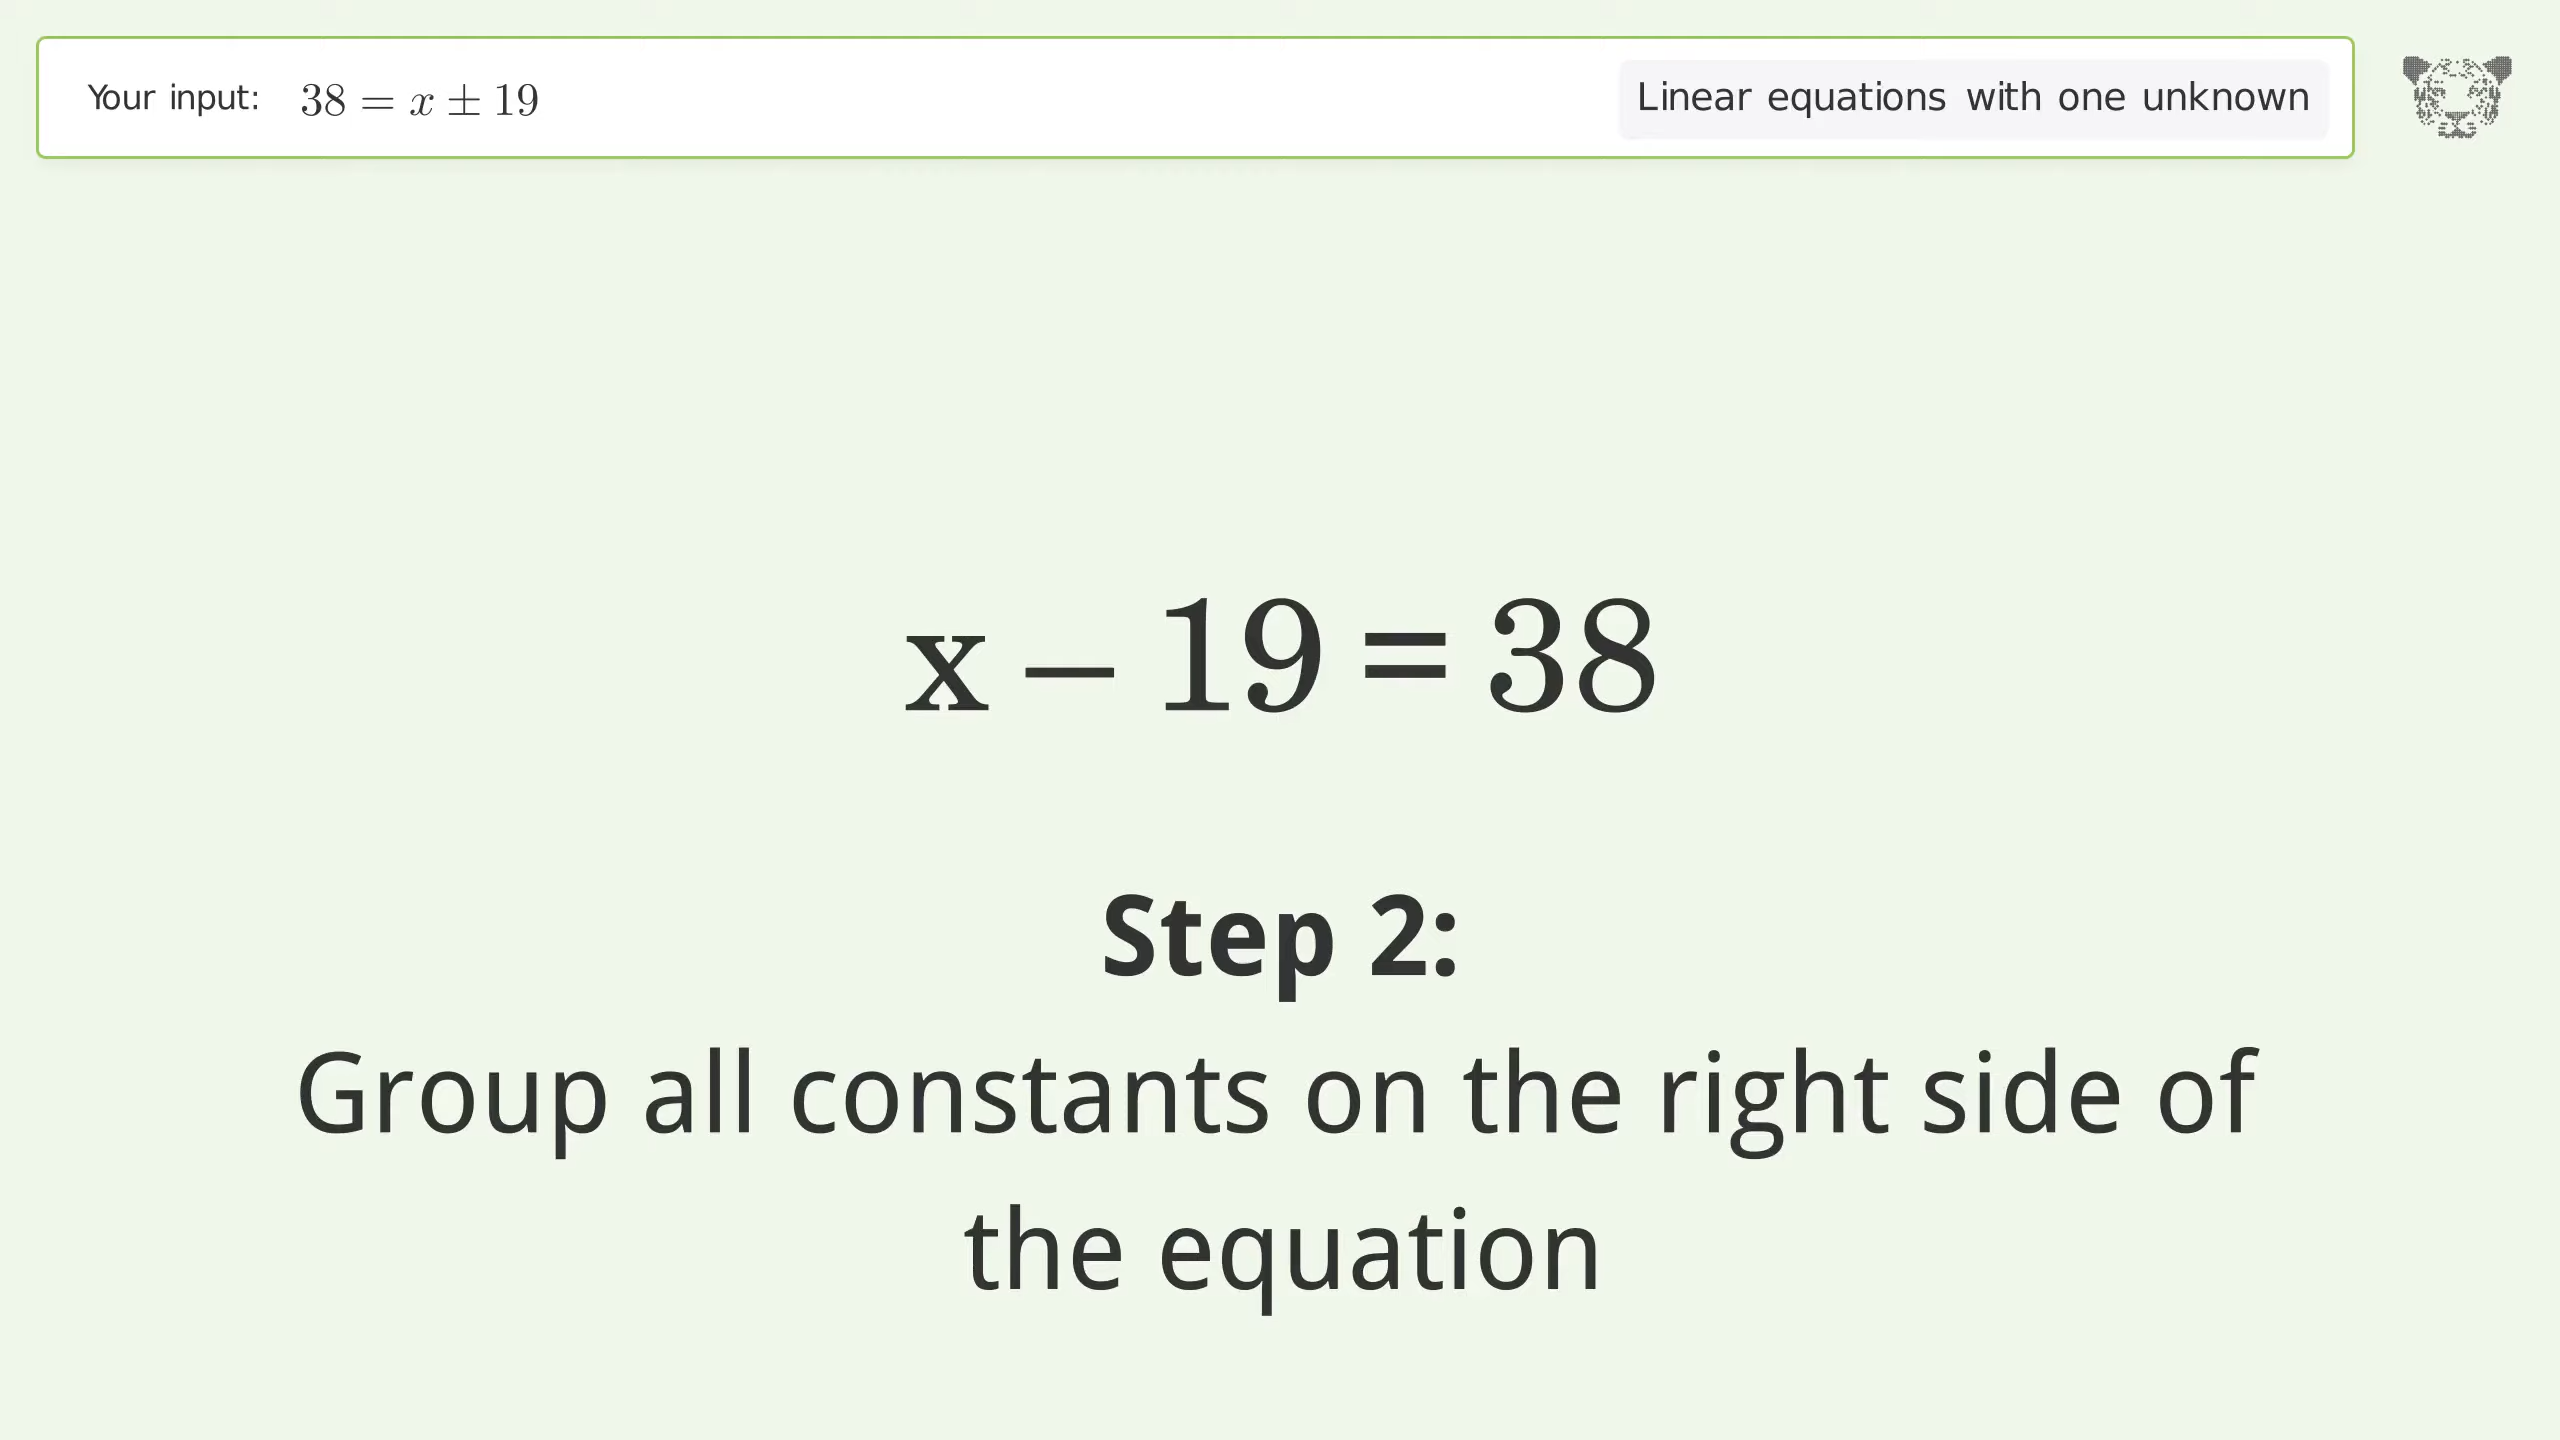 Your input: 38 = x ± 19
Linear equations with one unknown
x – 19 = 38
Step 2:
Group all constants on the right side of
the equation